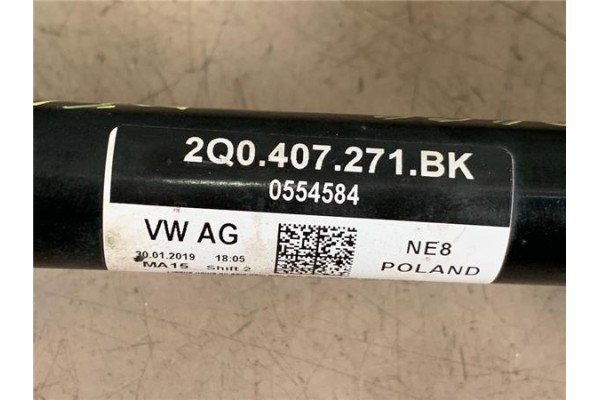 2Q0.407.271.BK
0554584
VW AG
NE8
30.01.2019 18:05
POLAND
MA15 Shift 2